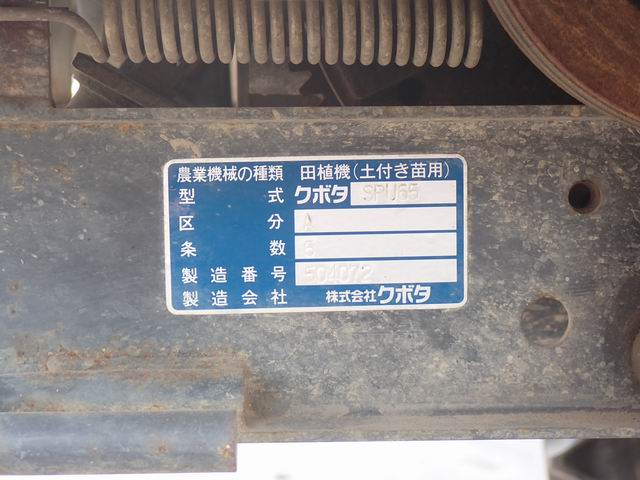 農業機械の種類 田植機(土付き苗用)
型式 クボタ SPU65
区分 A
条数 6
製造番号 504072
製造会社 株式会社クボタ